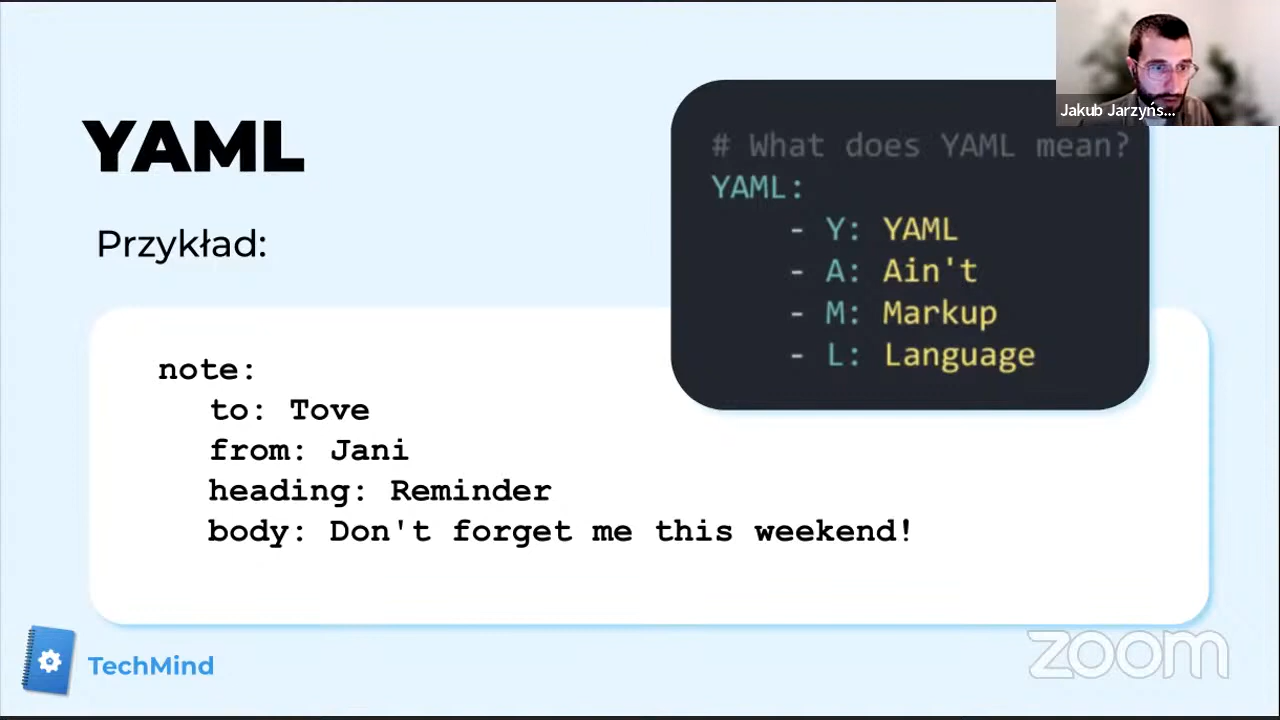 Jakub Jarzyńs...
YAML
Przykład:
# What does YAML mean?
YAML:
- Y: YAML
- A: Ain't
- M: Markup
- L: Language
note:
to: Tove
from: Jani
heading: Reminder
body: Don't forget me this weekend!
TechMind
zoom